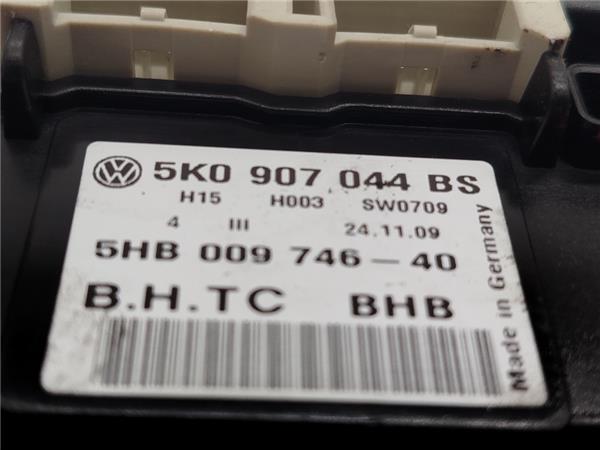 5K0 907 044 BS
H15 H003 SW0709
4 III 24.11.09
5HB 009 746-40
B.H.TC BHB
Made in Germany